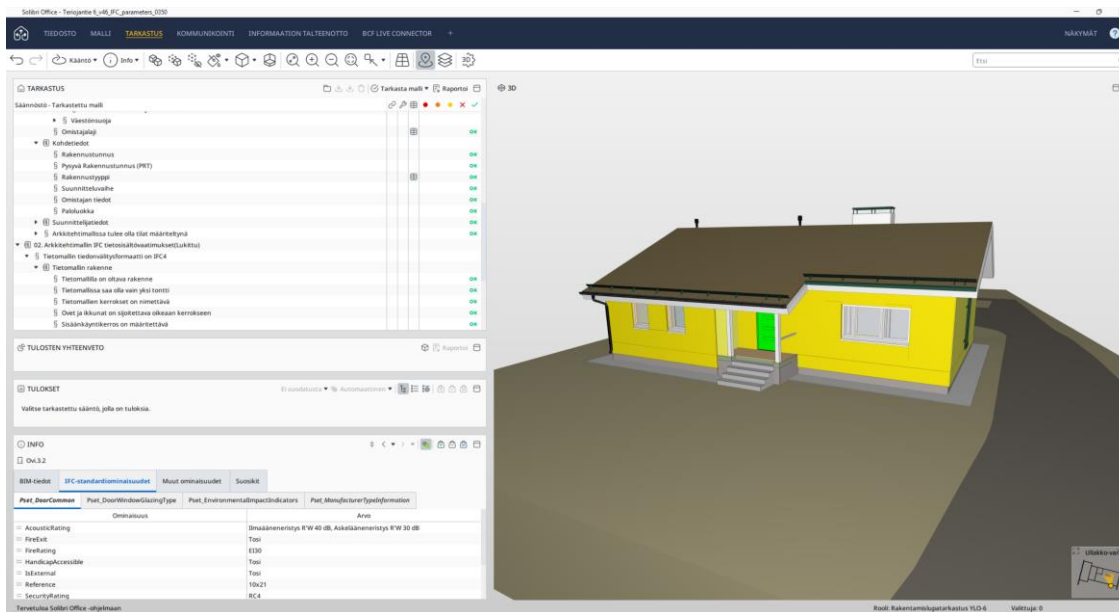 Solibri Office - Teriojantie 6_v46_IFC_parameters_0350
TIEDOSTO MALLI TARKASTUS KOMMUNIKOINTI INFORMAATION TALTEENOTTO BCF LIVE CONNECTOR + NÄKYMÄT
Kääntö Info 3D Etsi
TARKASTUS Tarkasta malli Raportoi
Säännöstö - Tarkastettu malli
Väestönsuoja
§ Omistajalaji OK
Kohdetiedot
§ Rakennustunnus OK
§ Pysyvä Rakennustunnus (PRT) OK
§ Rakennustyyppi OK
§ Suunnitteluvaihe OK
§ Omistajan tiedot OK
§ Paloluokka OK
Suunnittelijatiedot OK
§ Arkkitehtimallissa tulee olla tilat määriteltynä OK
02. Arkkitehtimallin IFC tietosisältövaatimukset(Lukittu)
§ Tietomallin tiedonvälitysformaatti on IFC4
Tietomallin rakenne
§ Tietomallilla on oltava rakenne OK
§ Tietomallissa saa olla vain yksi tontti OK
§ Tietomallien kerrokset on nimettävä OK
§ Ovet ja ikkunat on sijoitettava oikeaan kerrokseen OK
§ Sisäänkäyntikerros on määritettävä OK
TULOSTEN YHTEENVETO Raportoi
TULOKSET Ei suodatusta Automaattinen
Valitse tarkastettu sääntö, jolla on tuloksia.
INFO
Ovi.3.2
BIM-tiedot IFC-standardiominaisuudet Muut ominaisuudet Suosikit
Pset_DoorCommon Pset_DoorWindowGlazingType Pset_EnvironmentalImpactIndicators Pset_ManufacturerTypeInformation
Ominaisuus Arvo
AcousticRating Ilmaääneneristys R'W 40 dB, Askelääneneristys R'W 30 dB
FireExit Tosi
FireRating EI30
HandicapAccessible Tosi
IsExternal Tosi
Reference 10x21
SecurityRating RC4
3D
Ullakko-vai
Tervetuloa Solibri Office -ohjelmaan Rooli: Rakentamislupatarkastus YLO-6 Valittuja: 0